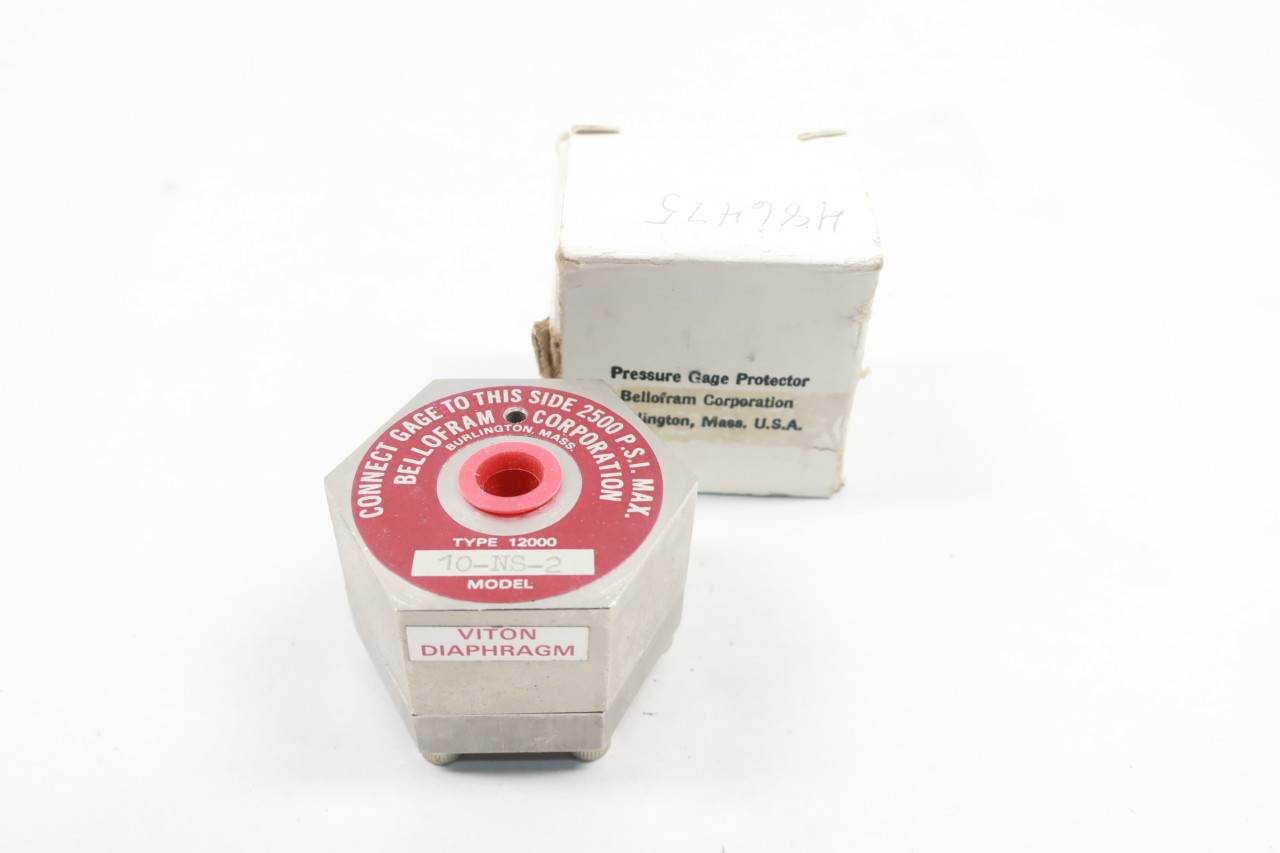 H86475
Pressure Gage Protector
Bellofram Corporation
lington, Mass. U.S.A.
CONNECT GAGE TO THIS SIDE 2500 P.S.I. MAX.
BELLOFRAM CORPORATION
BURLINGTON, MASS.
TYPE 12000
10-NS-2
MODEL
VITON
DIAPHRAGM